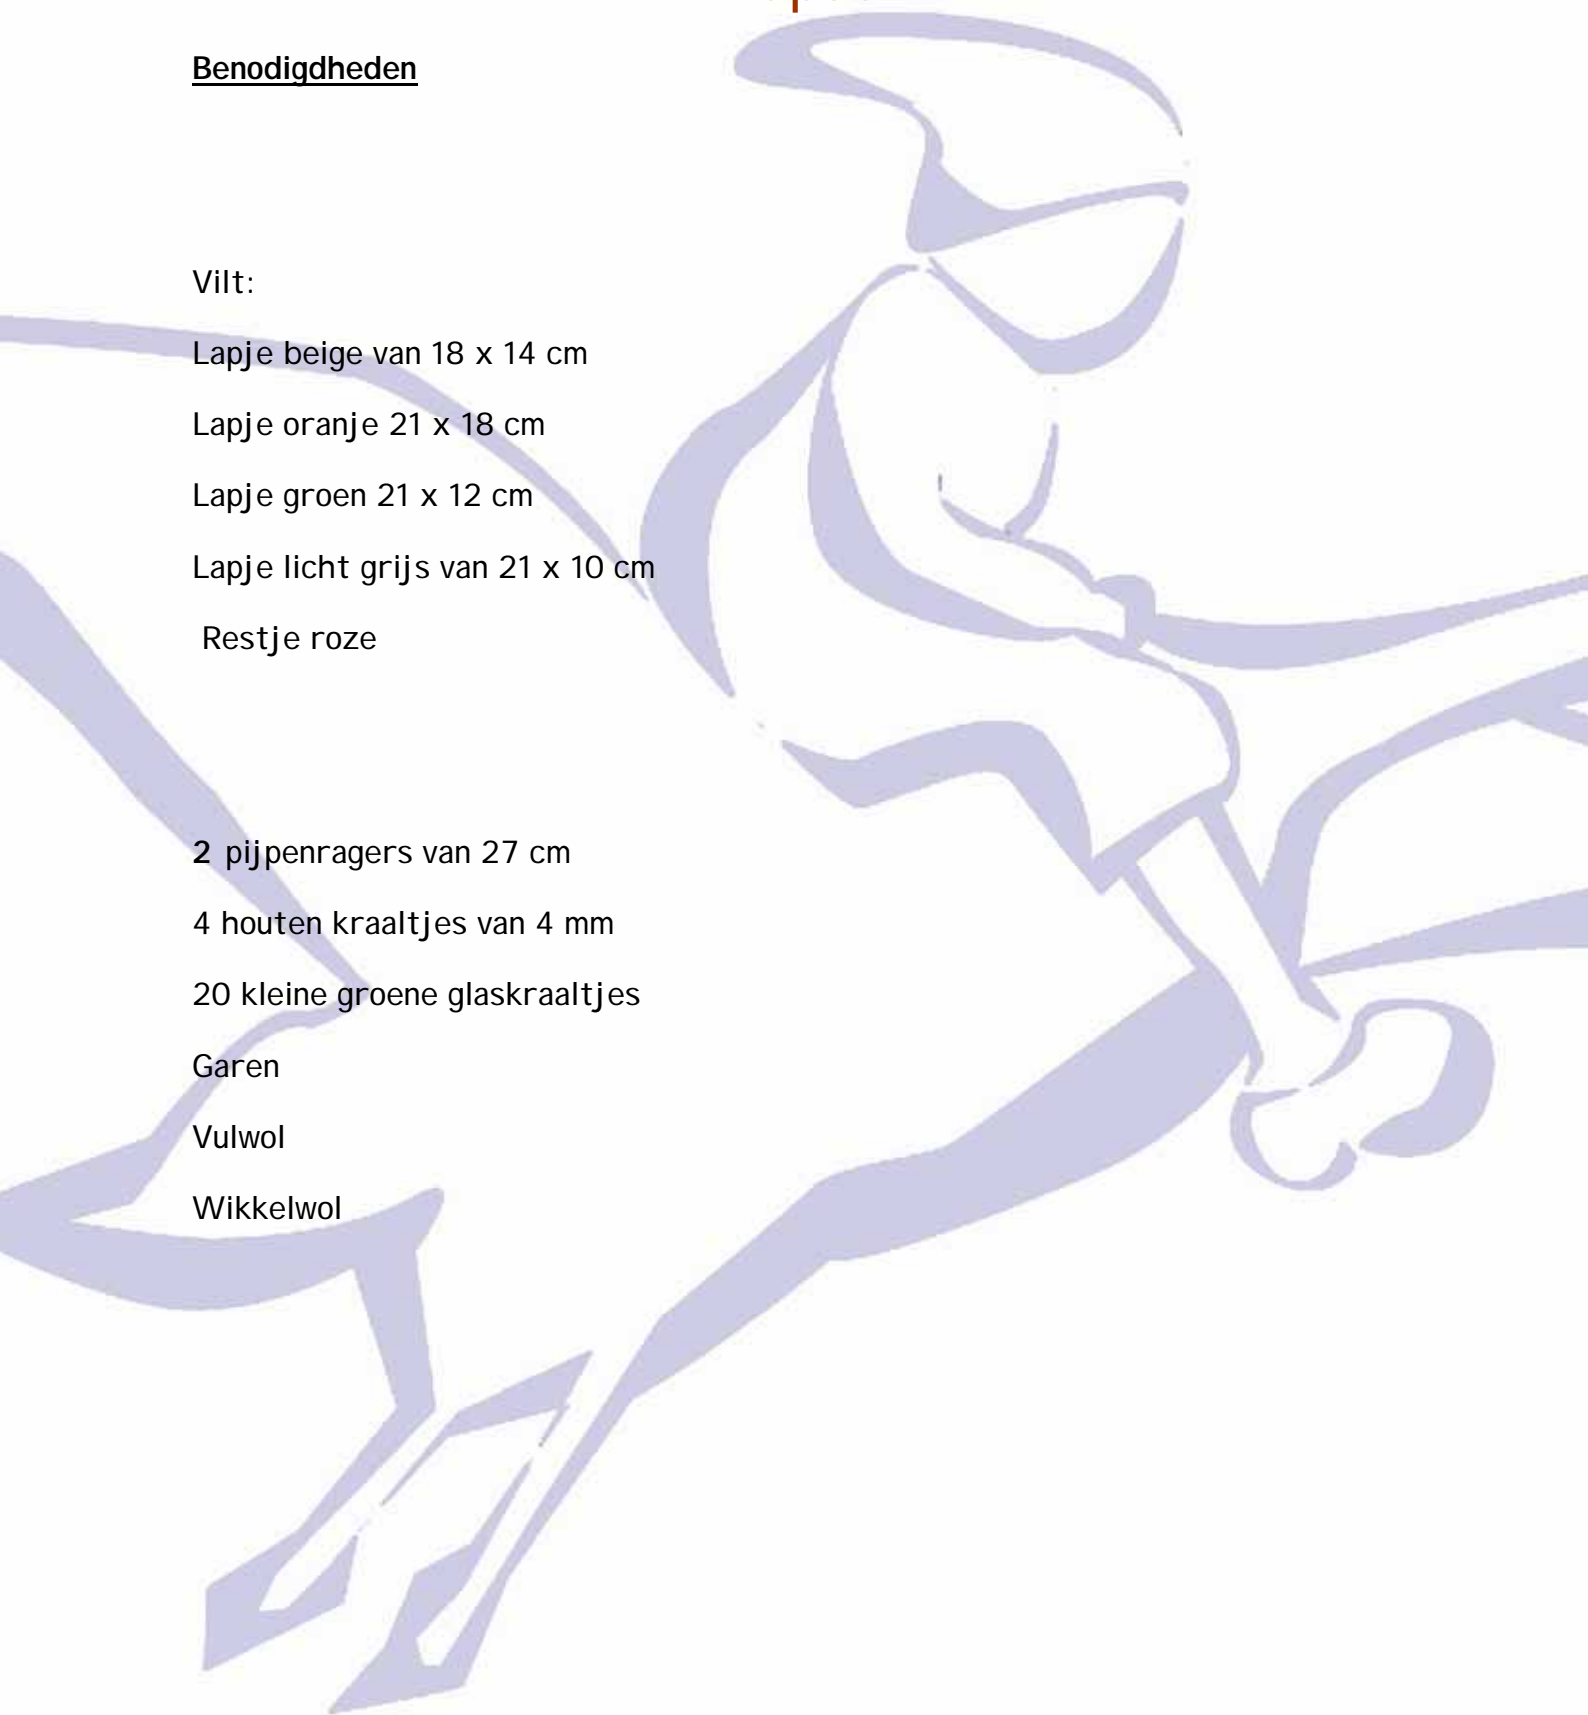 Benodigdheden
Vilt:
Lapje beige van 18 x 14 cm
Lapje oranje 21 x 18 cm
Lapje groen 21 x 12 cm
Lapje licht grijs van 21 x 10 cm
Restje roze
2 pijpenragers van 27 cm
4 houten kraaltjes van 4 mm
20 kleine groene glaskraaltjes
Garen
Vulwol
Wikkelwol